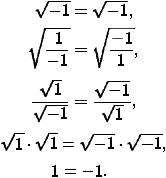 √-1 = √-1,
√(1/-1) = √(-1/1),
√1/√-1 = √-1/√1,
√1 · √1 = √-1 · √-1,
1 = -1.